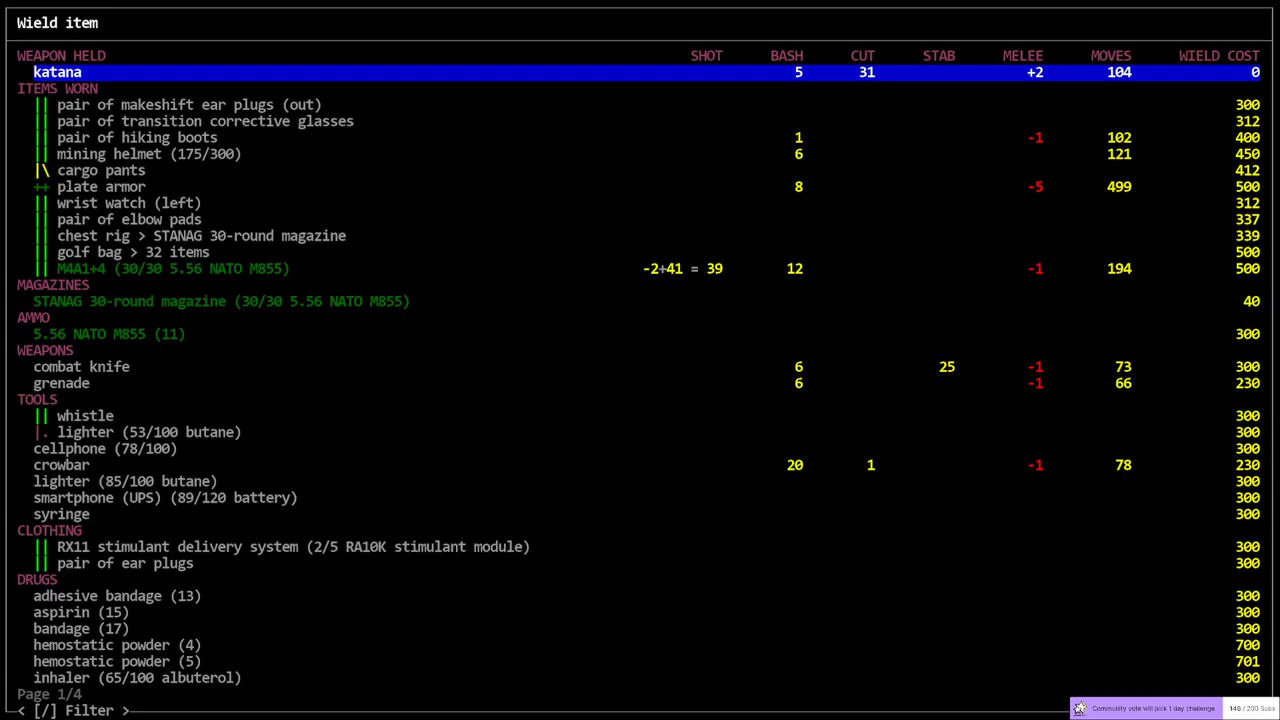 Wield item
WEAPON HELD SHOT BASH CUT STAB MELEE MOVES WIELD COST
katana 5 31 +2 104 0
ITEMS WORN
|| pair of makeshift ear plugs (out) 300
|| pair of transition corrective glasses 312
|| pair of hiking boots 1 -1 102 400
|| mining helmet (175/300) 6 121 450
|\ cargo pants 412
++ plate armor 8 -5 499 500
|| wrist watch (left) 312
|| pair of elbow pads 337
|| chest rig > STANAG 30-round magazine 339
|| golf bag > 32 items 500
|| M4A1+4 (30/30 5.56 NATO M855) -2+41 = 39 12 -1 194 500
MAGAZINES
STANAG 30-round magazine (30/30 5.56 NATO M855) 40
AMMO
5.56 NATO M855 (11) 300
WEAPONS
combat knife 6 25 -1 73 300
grenade 6 -1 66 230
TOOLS
|| whistle 300
|. lighter (53/100 butane) 300
cellphone (78/100) 300
crowbar 20 1 -1 78 230
lighter (85/100 butane) 300
smartphone (UPS) (89/120 battery) 300
syringe 300
CLOTHING
|| RX11 stimulant delivery system (2/5 RA10K stimulant module) 300
|| pair of ear plugs 300
DRUGS
adhesive bandage (13) 300
aspirin (15) 300
bandage (17) 300
hemostatic powder (4) 700
hemostatic powder (5) 701
inhaler (65/100 albuterol) 300
Page 1/4
< [/] Filter >
Community vote will pick 1 day challenge 146 / 200 Subs